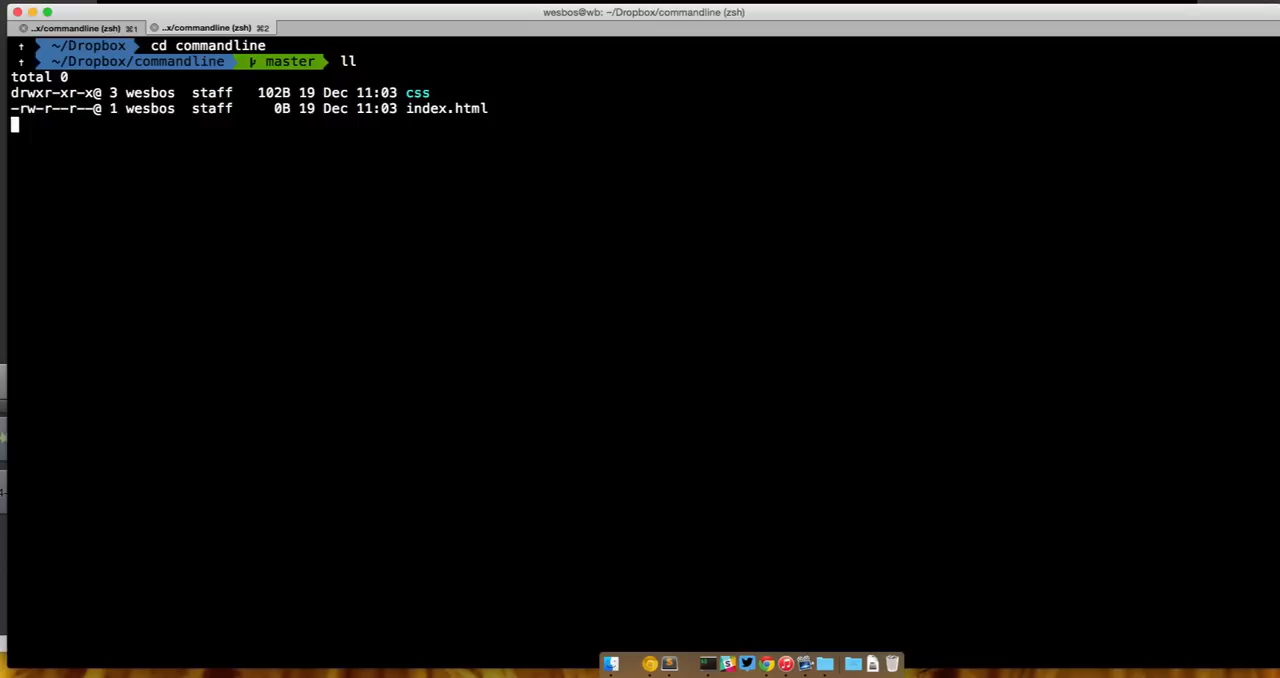 wesbos@wb: ~/Dropbox/commandline (zsh)
..x/commandline (zsh) ⌘1 ..x/commandline (zsh) ⌘2
↑ ~/Dropbox cd commandline
↑ ~/Dropbox/commandline master ll
total 0
drwxr-xr-x@ 3 wesbos staff 102B 19 Dec 11:03 css
-rw-r--r--@ 1 wesbos staff 0B 19 Dec 11:03 index.html